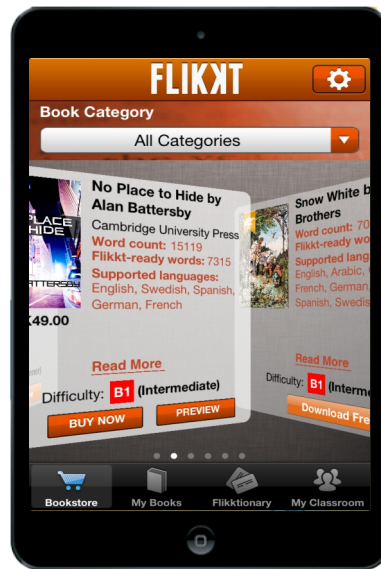 FLIKKT
Book Category
All Categories
PLACE
HIDE
BATTERSBY
No Place to Hide by
Alan Battersby
Cambridge University Press
Word count: 15119
Flikkt-ready words: 7315
Supported languages:
English, Swedish, Spanish,
German, French
K49.00
Read More
Difficulty: B1 (Intermediate)
BUY NOW
PREVIEW
Snow White b
Brothers
Word count: 70
Flikkt-ready wo
Supported lang
English, Arabic,
French, German,
Spanish, Swedis
Read More
Difficulty: B1 (Interme
Download Fre
Bookstore
My Books
Flikktionary
My Classroom